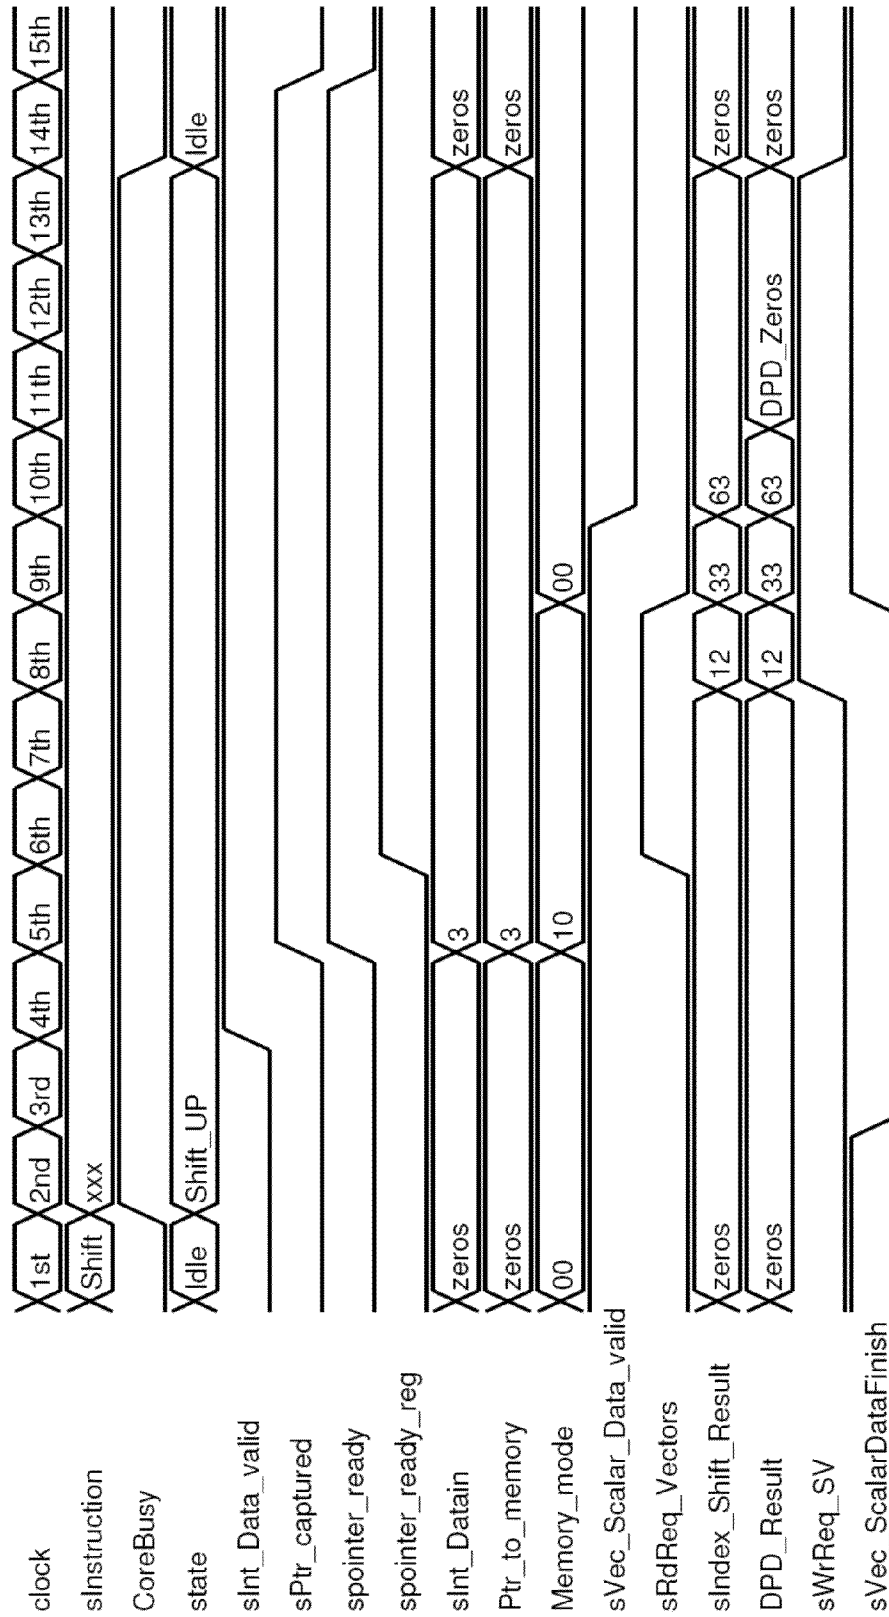 clock 1st 2nd 3rd 4th 5th 6th 7th 8th 9th 10th 11th 12th 13th 14th 15th
sInstruction Shift xxx
CoreBusy
state Idle Shift_UP Idle
sInt_Data_valid
sPtr_captured
spointer_ready
spointer_ready_reg
sInt_Datain zeros 3 zeros
Ptr_to_memory zeros 3 zeros
Memory_mode 00 10 00
sVec_Scalar_Data_valid
sRdReq_Vectors
sIndex_Shift_Result zeros 12 33 63 zeros
DPD_Result zeros 12 33 63 DPD_Zeros zeros
sWrReq_SV
sVec_ScalarDataFinish